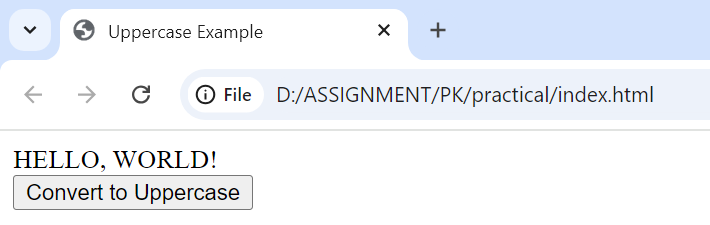 Uppercase Example
File D:/ASSIGNMENT/PK/practical/index.html
HELLO, WORLD!
Convert to Uppercase